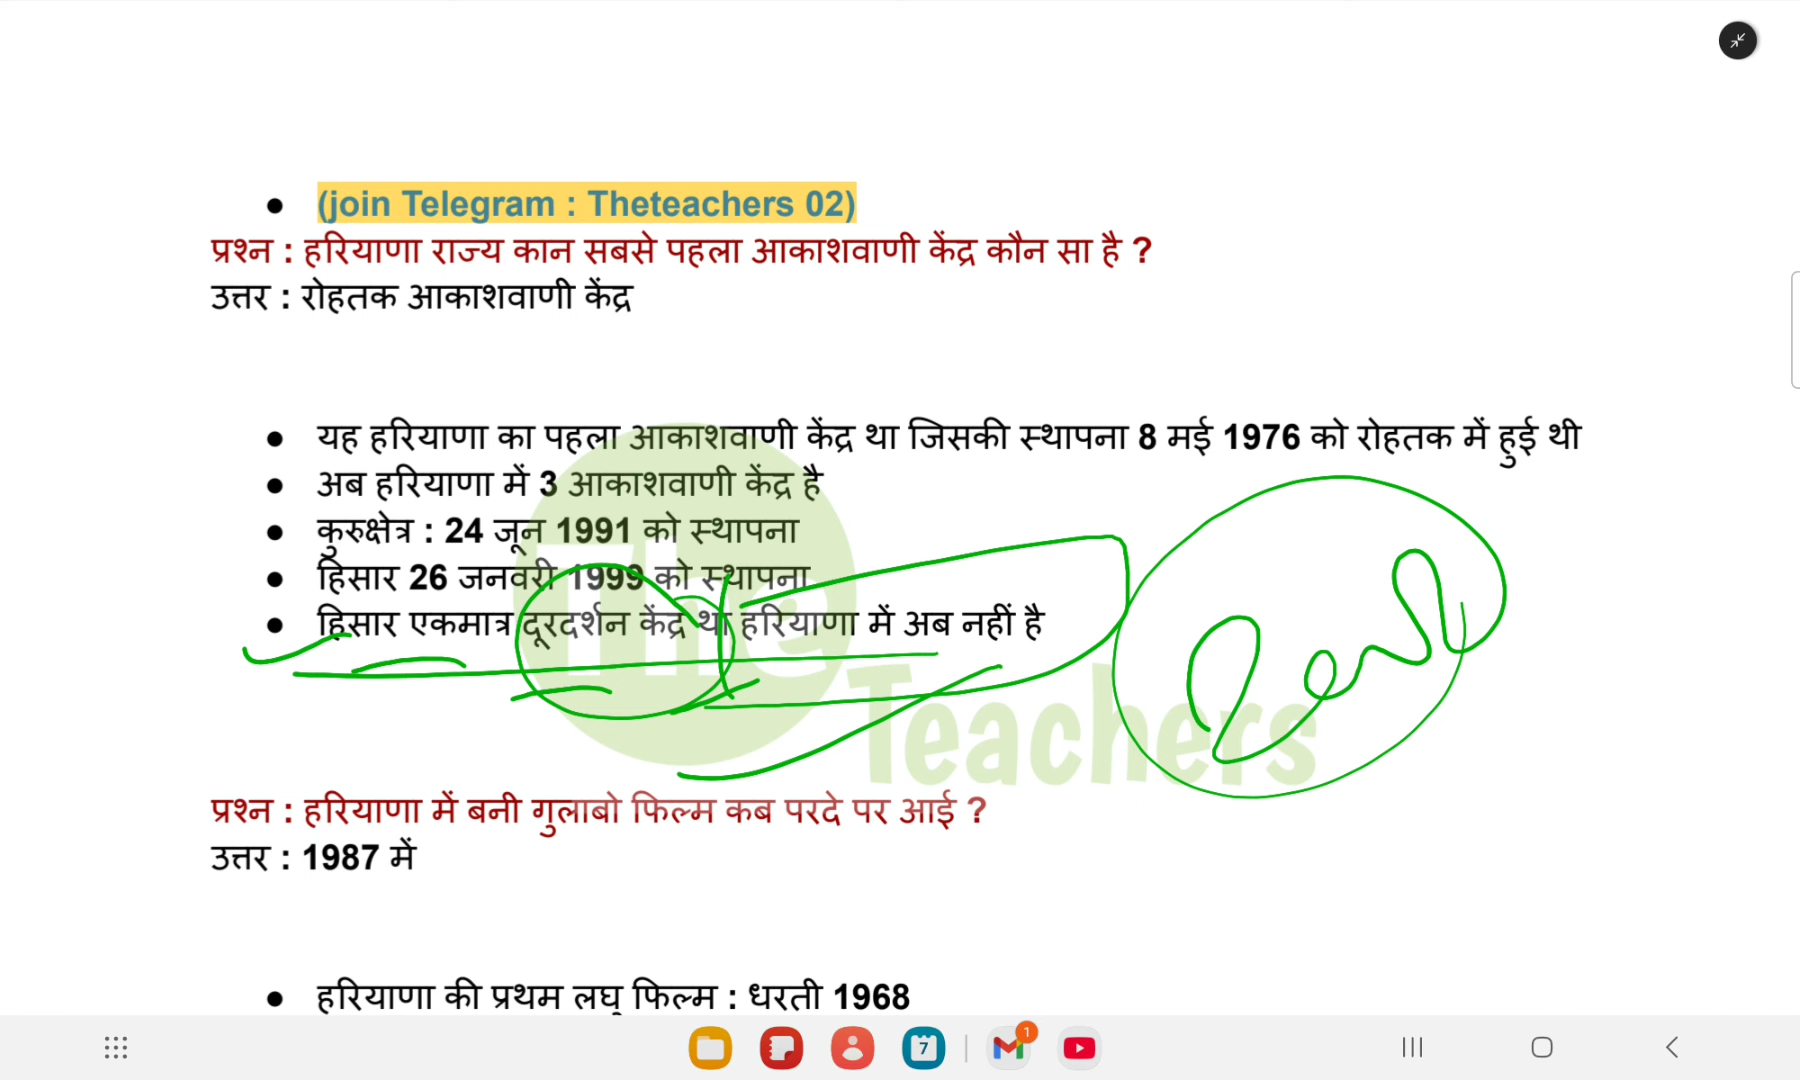 (join Telegram : Theteachers 02)
प्रश्न : हरियाणा राज्य कान सबसे पहला आकाशवाणी केंद्र कौन सा है ?
उत्तर : रोहतक आकाशवाणी केंद्र
यह हरियाणा का पहला आकाशवाणी केंद्र था जिसकी स्थापना 8 मई 1976 को रोहतक में हुई थी
अब हरियाणा में 3 आकाशवाणी केंद्र है
कुरुक्षेत्र : 24 जून 1991 को स्थापना
हिसार 26 जनवरी 1999 को स्थापना
हिसार एकमात्र दूरदर्शन केंद्र था हरियाणा में अब नहीं है
The
Teachers
प्रश्न : हरियाणा में बनी गुलाबो फिल्म कब परदे पर आई ?
उत्तर : 1987 में
हरियाणा की प्रथम लघु फिल्म : धरती 1968
7
1